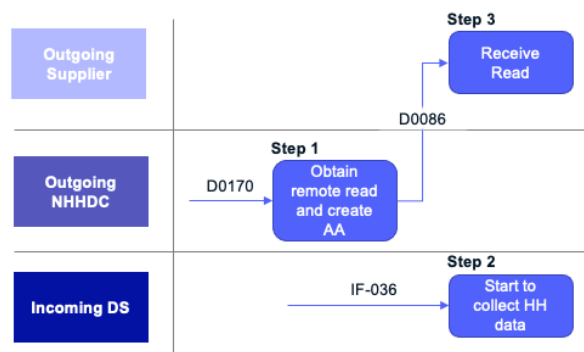 Step 3
Outgoing
Supplier
Receive
Read
D0086
Step 1
Outgoing
NHHDC
D0170
Obtain
remote read
and create
AA
Step 2
Incoming DS
IF-036
Start to
collect HH
data